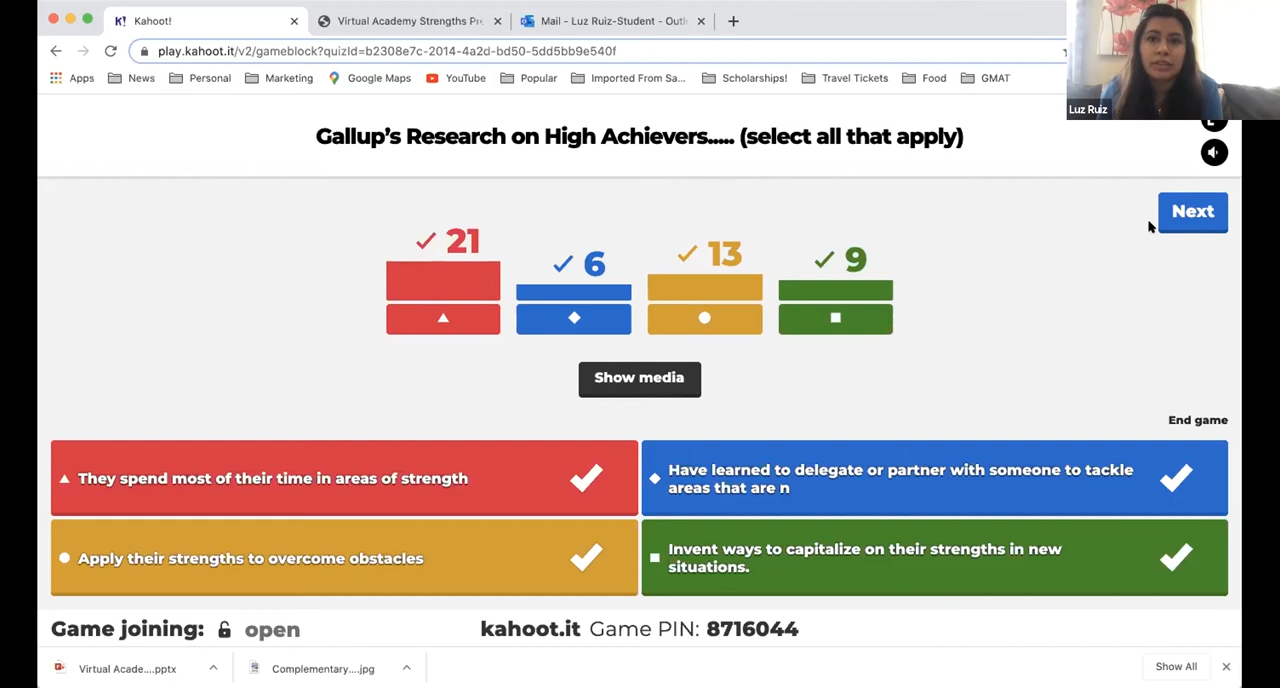 K! Kahoot!
Virtual Academy Strengths Pre
Mail - Luz Ruiz-Student - Outl
play.kahoot.it/v2/gameblock?quizId=b2308e7c-2014-4a2d-bd50-5dd5bb9e540f
Apps News Personal Marketing Google Maps YouTube Popular Imported From Sa... Scholarships! Travel Tickets Food GMAT
Luz Ruiz
Gallup's Research on High Achievers..... (select all that apply)
Next
21 6 13 9
Show media
End game
They spend most of their time in areas of strength
Have learned to delegate or partner with someone to tackle
areas that are n
Apply their strengths to overcome obstacles
Invent ways to capitalize on their strengths in new
situations.
Game joining: open
kahoot.it Game PIN: 8716044
Virtual Acade....pptx
Complementary....jpg
Show All